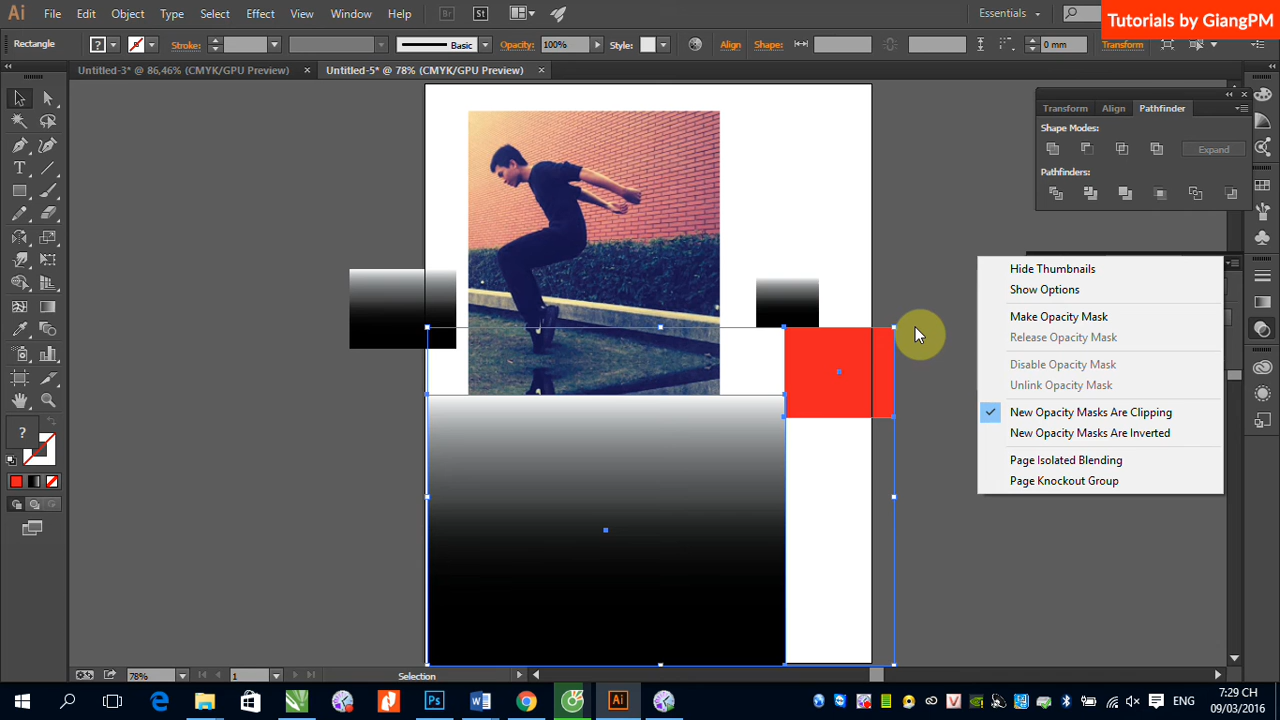 Ai File Edit Object Type Select Effect View Window Help Br St Essentials
Tutorials by GiangPM
Rectangle ? Stroke: Basic Opacity: 100% Style: Align Shape: 0 mm Transform
Untitled-3* @ 86,46% (CMYK/GPU Preview) × Untitled-5* @ 78% (CMYK/GPU Preview) ×
Transform Align Pathfinder
Shape Modes:
Expand
Pathfinders:
Hide Thumbnails
Show Options
Make Opacity Mask
Release Opacity Mask
Disable Opacity Mask
Unlink Opacity Mask
New Opacity Masks Are Clipping
New Opacity Masks Are Inverted
Page Isolated Blending
Page Knockout Group
?
78% 1 Selection
Ps W Ai ENG 7:29 CH
09/03/2016